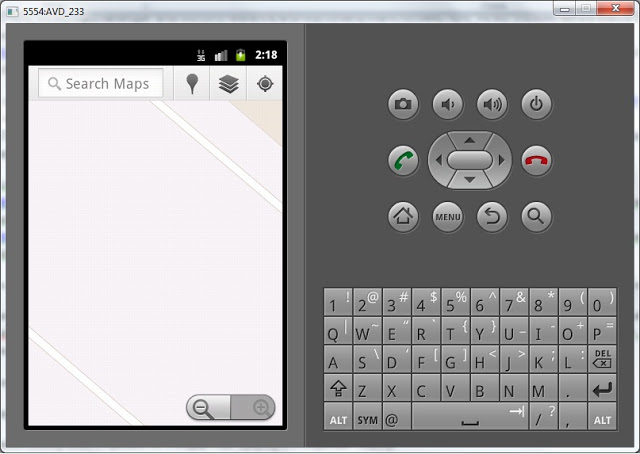 5554:AVD_233
3G 2:18
Search Maps
MENU
1 ! 2 @ 3 # 4 $ 5 % 6 ^ 7 & 8 * 9 ( 0 )
Q | W ~ E “ R ` T { Y } U _ I - O + P =
A S \ D ‘ F [ G ] H < J > K ; L : DEL
Z X C V B N M .
ALT SYM @ / ? , ALT